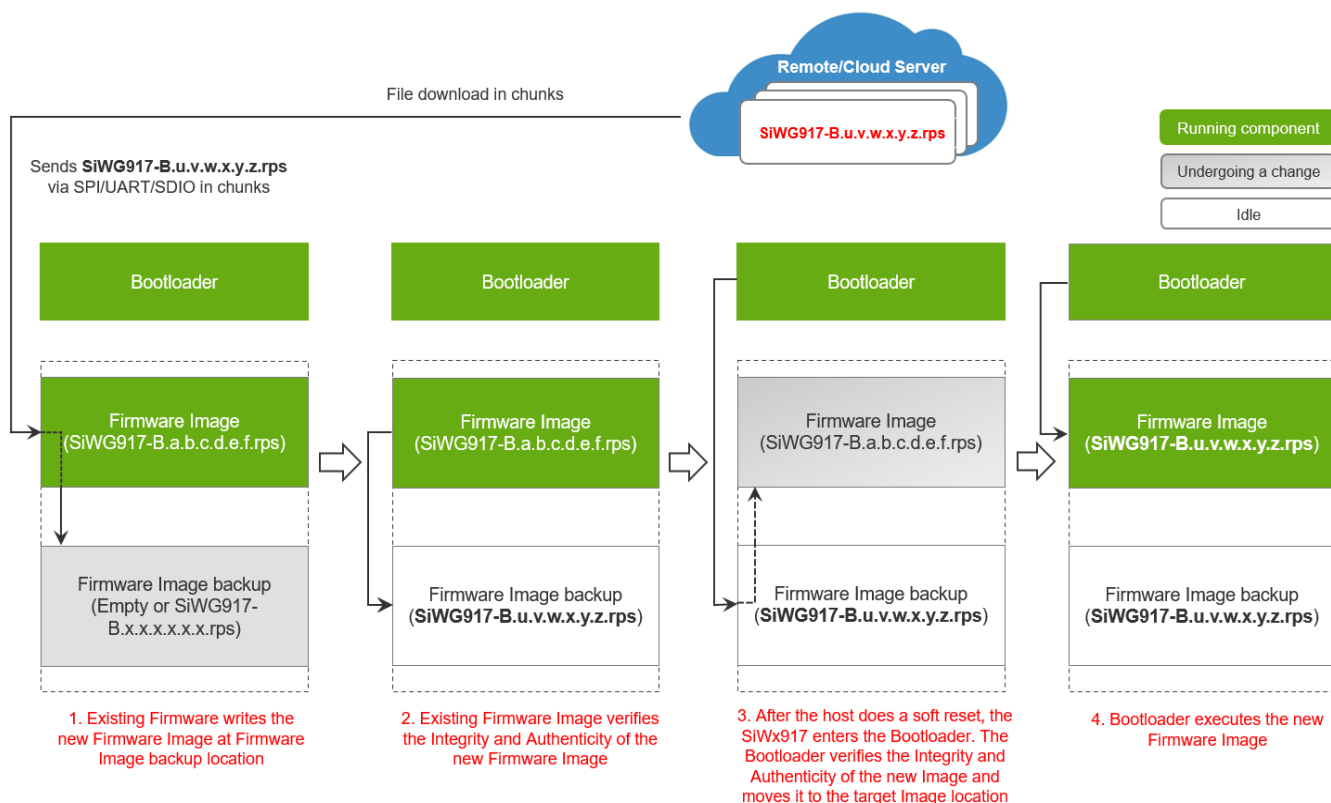 Remote/Cloud Server
SiWG917-B.u.v.w.x.y.z.rps
File download in chunks
Sends SiWG917-B.u.v.w.x.y.z.rps
via SPI/UART/SDIO in chunks
Running component
Undergoing a change
Idle
Bootloader
Bootloader
Bootloader
Bootloader
Firmware Image
(SiWG917-B.a.b.c.d.e.f.rps)
Firmware Image
(SiWG917-B.a.b.c.d.e.f.rps)
Firmware Image
(SiWG917-B.a.b.c.d.e.f.rps)
Firmware Image
(SiWG917-B.u.v.w.x.y.z.rps)
Firmware Image backup
(Empty or SiWG917-
B.x.x.x.x.x.x.rps)
Firmware Image backup
(SiWG917-B.u.v.w.x.y.z.rps)
Firmware Image backup
(SiWG917-B.u.v.w.x.y.z.rps)
Firmware Image backup
(SiWG917-B.u.v.w.x.y.z.rps)
1. Existing Firmware writes the
new Firmware Image at Firmware
Image backup location
2. Existing Firmware Image verifies
the Integrity and Authenticity of the
new Firmware Image
3. After the host does a soft reset, the
SiWx917 enters the Bootloader. The
Bootloader verifies the Integrity and
Authenticity of the new Image and
moves it to the target Image location
4. Bootloader executes the new
Firmware Image